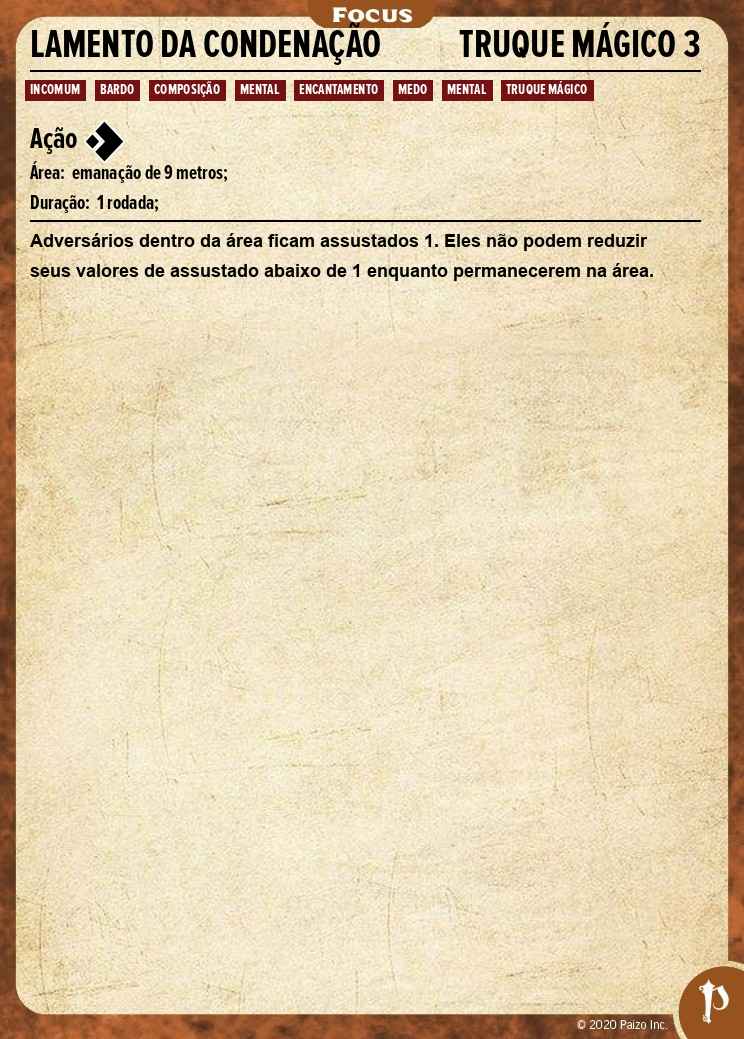 Focus
LAMENTO DA CONDENAÇÃO TRUQUE MÁGICO 3
INCOMUM BARDO COMPOSIÇÃO MENTAL ENCANTAMENTO MEDO MENTAL TRUQUE MÁGICO
Ação
Área: emanação de 9 metros;
Duração: 1 rodada;
Adversários dentro da área ficam assustados 1. Eles não podem reduzir
seus valores de assustado abaixo de 1 enquanto permanecerem na área.
P
© 2020 Paizo Inc.